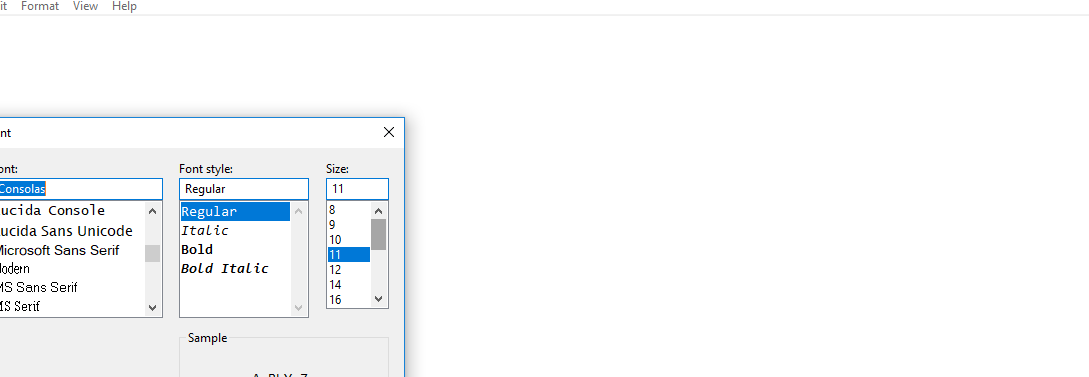 it Format View Help
nt
ont: Font style: Size:
Consolas Regular 11
ucida Console
ucida Sans Unicode
Microsoft Sans Serif
Modern
MS Sans Serif
MS Serif
Regular
Italic
Bold
Bold Italic
8
9
10
11
12
14
16
Sample